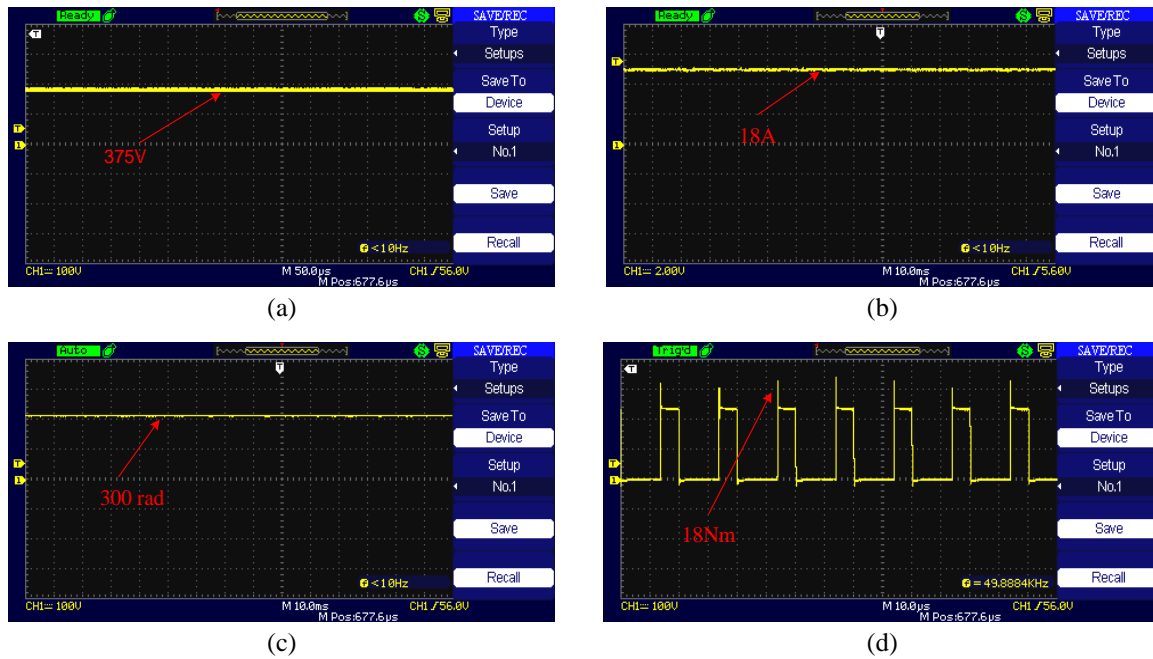 Ready SAVE/REC
T Type
Setups
Save To
Device
T Setup
1 No.1
375V
Save
f <10Hz Recall
CH1 100V M 50.0µs CH1 56.0V
M Pos:677.6µs
(a)
Ready SAVE/REC
T Type
Setups
T Save To
Device
18A Setup
1 No.1
Save
f <10Hz Recall
CH1 2.00V M 10.0ms CH1 5.60V
M Pos:677.6µs
(b)
Auto SAVE/REC
T Type
Setups
Save To
Device
T Setup
1 No.1
300 rad
Save
f <10Hz Recall
CH1 100V M 10.0ms CH1 56.0V
M Pos:677.6µs
(c)
Trig'd SAVE/REC
T Type
Setups
Save To
Device
T Setup
1 No.1
18Nm Save
f = 49.8884KHz Recall
CH1 100V M 10.0µs CH1 56.0V
M Pos:677.6µs
(d)